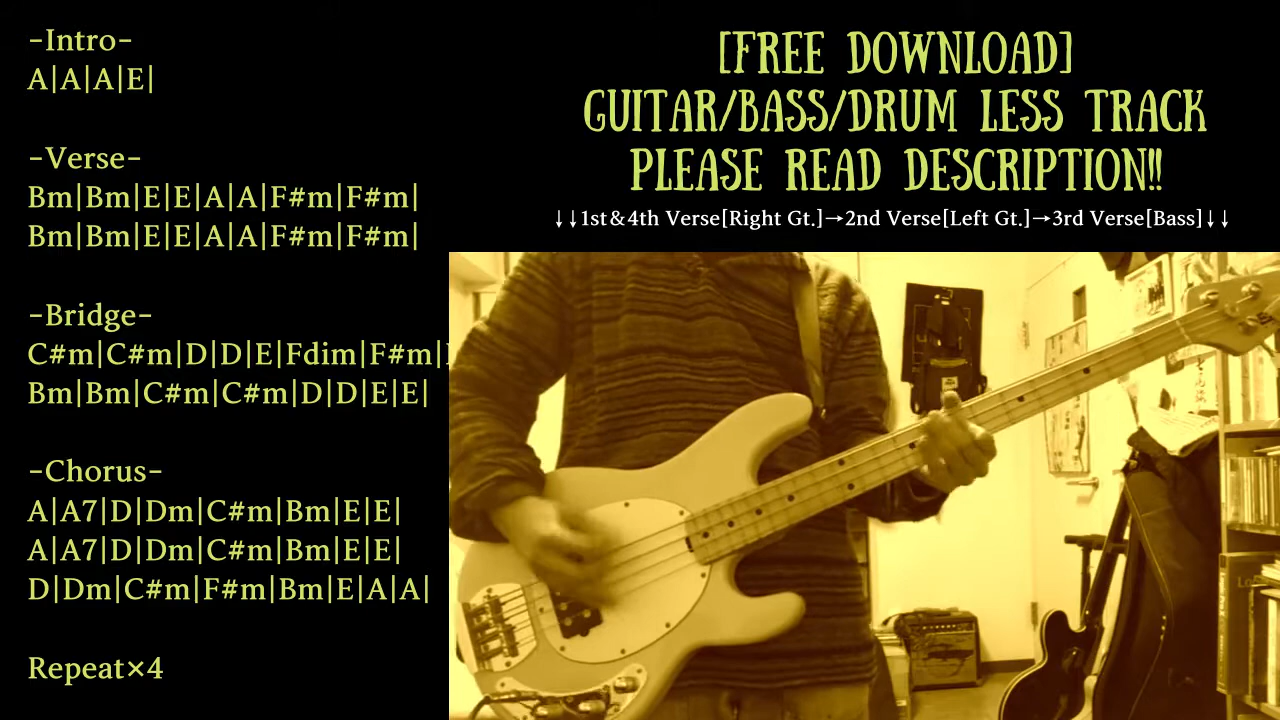 -Intro-
A|A|A|E|
-Verse-
Bm|Bm|E|E|A|A|F#m|F#m|
Bm|Bm|E|E|A|A|F#m|F#m|
-Bridge-
C#m|C#m|D|D|E|Fdim|F#m|
Bm|Bm|C#m|C#m|D|D|E|E|
-Chorus-
A|A7|D|Dm|C#m|Bm|E|E|
A|A7|D|Dm|C#m|Bm|E|E|
D|Dm|C#m|F#m|Bm|E|A|A|
Repeat×4
[FREE DOWNLOAD]
GUITAR/BASS/DRUM LESS TRACK
PLEASE READ DESCRIPTION!!
↓↓1st&4th Verse[Right Gt.]→2nd Verse[Left Gt.]→3rd Verse[Bass]↓↓